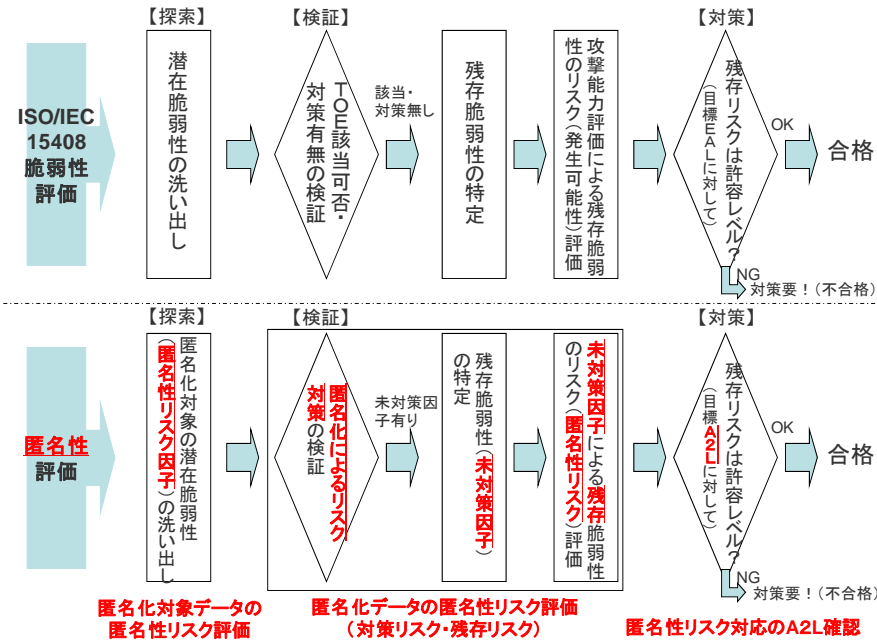 【探索】
【検証】
【対策】
ISO/IEC
15408
脆弱性
評価
潜在脆弱性の洗い出し
TOE該当可否・
対策有無の検証
該当・
対策無し
残存脆弱性の特定
攻撃能力評価による残存脆弱
性のリスク(発生可能性)評価
残存リスクは許容レベル?
(目標EALに対して)
OK
合格
NG
対策要!(不合格)
【探索】
【検証】
【対策】
匿名性
評価
匿名化対象の潜在脆弱性
(匿名性リスク因子)の洗い出し
匿名化によるリスク
対策の検証
未対策因
子有り
残存脆弱性(未対策因子)
の特定
未対策因子による残存脆弱性
のリスク(匿名性リスク)評価
残存リスクは許容レベル?
(目標A2Lに対して)
OK
合格
NG
対策要!(不合格)
匿名化対象データの
匿名性リスク評価
匿名化データの匿名性リスク評価
(対策リスク・残存リスク)
匿名性リスク対応のA2L確認